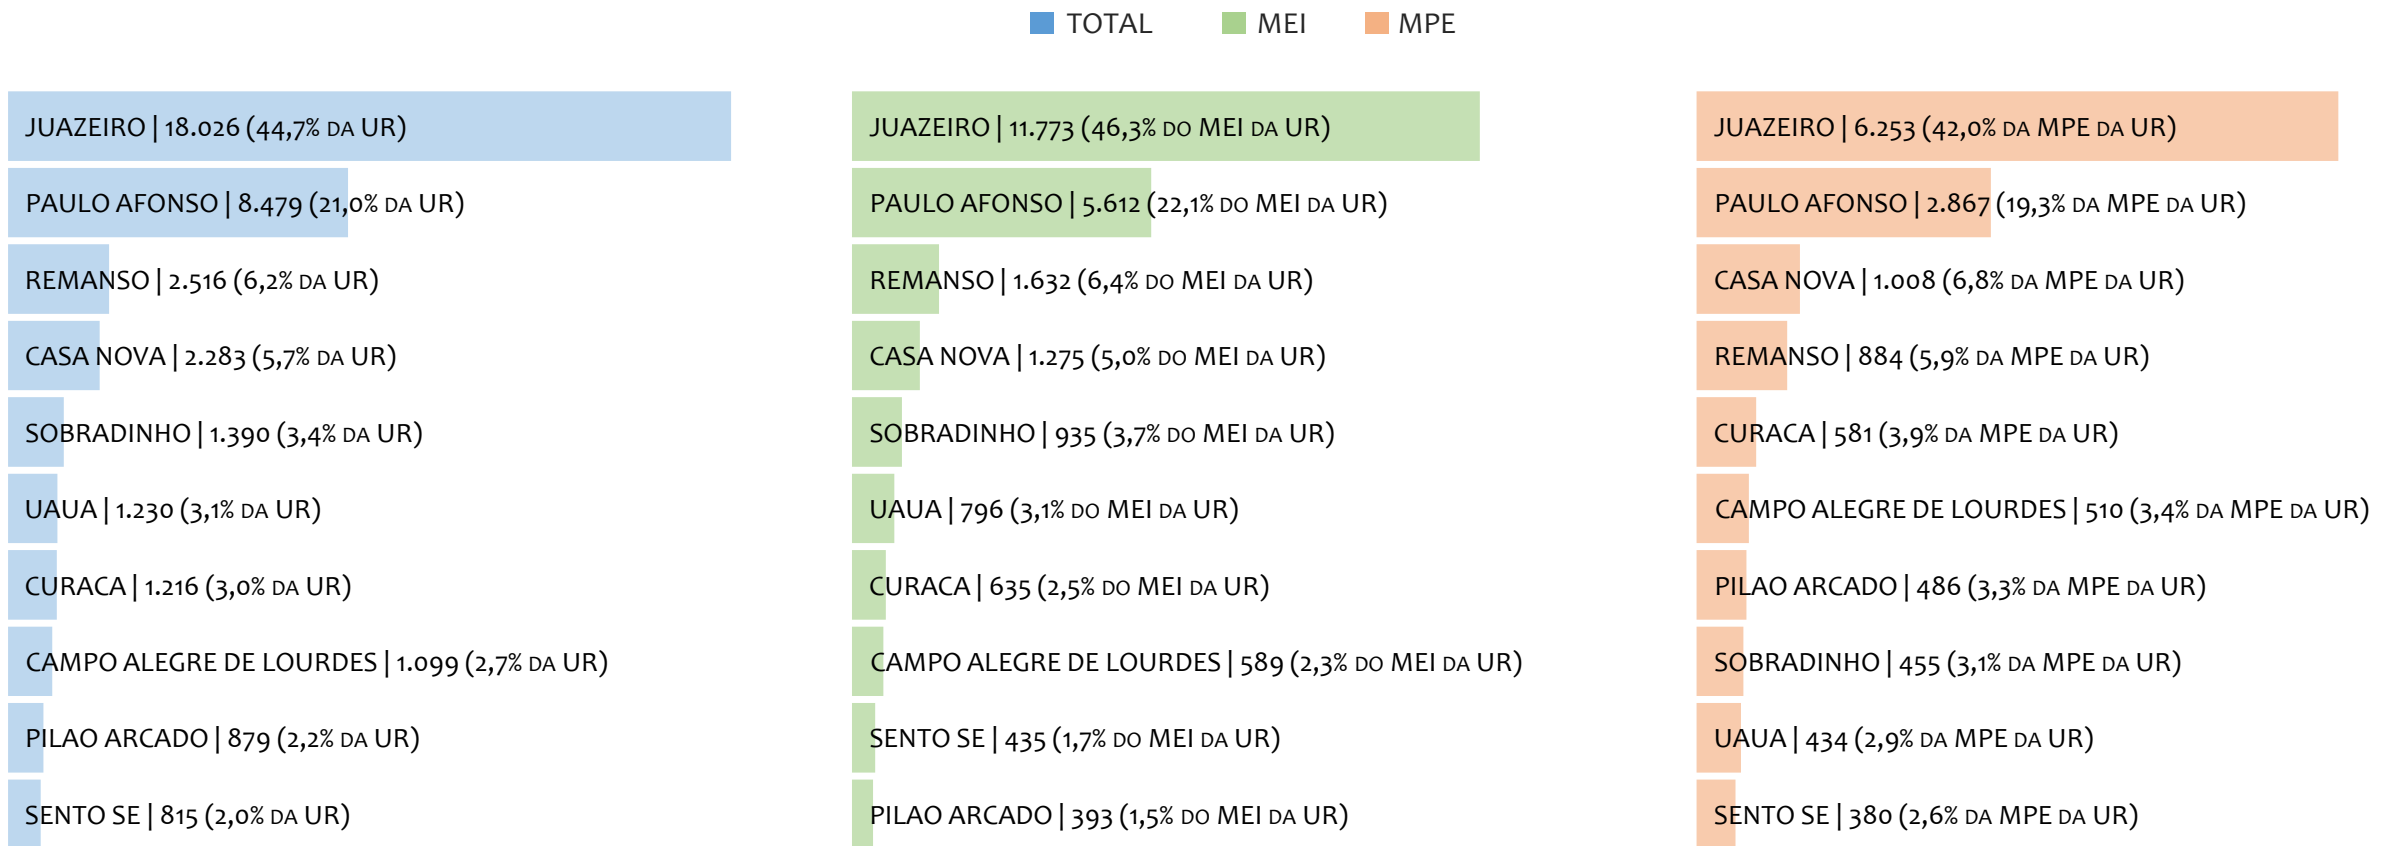 TOTAL
MEI
MPE
JUAZEIRO | 18.026 (44,7% DA UR)
PAULO AFONSO | 8.479 (21,0% DA UR)
REMANSO | 2.516 (6,2% DA UR)
CASA NOVA | 2.283 (5,7% DA UR)
SOBRADINHO | 1.390 (3,4% DA UR)
UAUA | 1.230 (3,1% DA UR)
CURACA | 1.216 (3,0% DA UR)
CAMPO ALEGRE DE LOURDES | 1.099 (2,7% DA UR)
PILAO ARCADO | 879 (2,2% DA UR)
SENTO SE | 815 (2,0% DA UR)
JUAZEIRO | 11.773 (46,3% DO MEI DA UR)
PAULO AFONSO | 5.612 (22,1% DO MEI DA UR)
REMANSO | 1.632 (6,4% DO MEI DA UR)
CASA NOVA | 1.275 (5,0% DO MEI DA UR)
SOBRADINHO | 935 (3,7% DO MEI DA UR)
UAUA | 796 (3,1% DO MEI DA UR)
CURACA | 635 (2,5% DO MEI DA UR)
CAMPO ALEGRE DE LOURDES | 589 (2,3% DO MEI DA UR)
SENTO SE | 435 (1,7% DO MEI DA UR)
PILAO ARCADO | 393 (1,5% DO MEI DA UR)
JUAZEIRO | 6.253 (42,0% DA MPE DA UR)
PAULO AFONSO | 2.867 (19,3% DA MPE DA UR)
CASA NOVA | 1.008 (6,8% DA MPE DA UR)
REMANSO | 884 (5,9% DA MPE DA UR)
CURACA | 581 (3,9% DA MPE DA UR)
CAMPO ALEGRE DE LOURDES | 510 (3,4% DA MPE DA UR)
PILAO ARCADO | 486 (3,3% DA MPE DA UR)
SOBRADINHO | 455 (3,1% DA MPE DA UR)
UAUA | 434 (2,9% DA MPE DA UR)
SENTO SE | 380 (2,6% DA MPE DA UR)